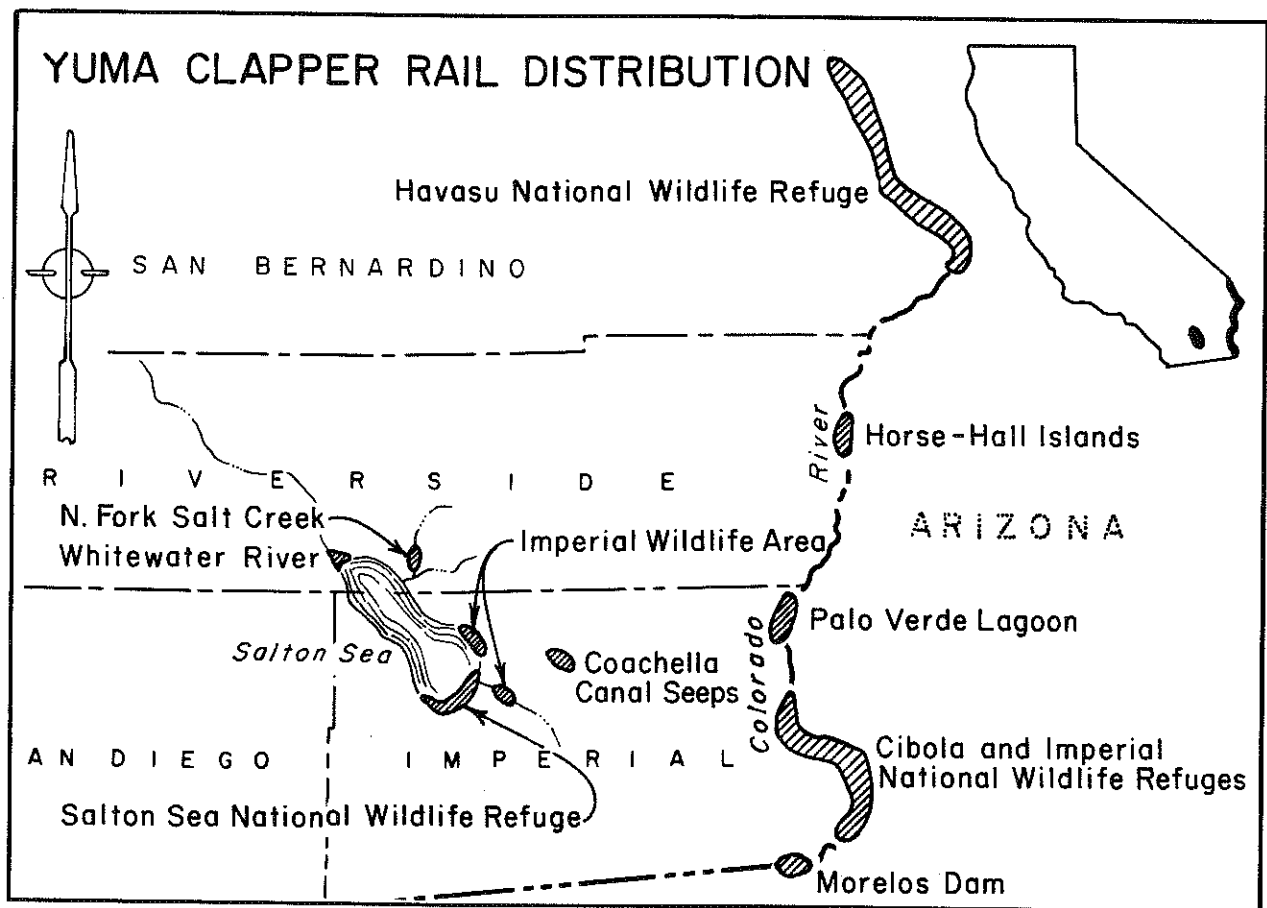 YUMA CLAPPER RAIL DISTRIBUTION
Havasu National Wildlife Refuge
SAN BERNARDINO
River
Horse-Hall Islands
RIVERSIDE
N. Fork Salt Creek
ARIZONA
Whitewater River
Imperial Wildlife Area
Palo Verde Lagoon
Salton Sea
Coachella
Canal Seeps
Colorado
AN DIEGO
IMPERIAL
Cibola and Imperial
National Wildlife Refuges
Salton Sea National Wildlife Refuge
Morelos Dam